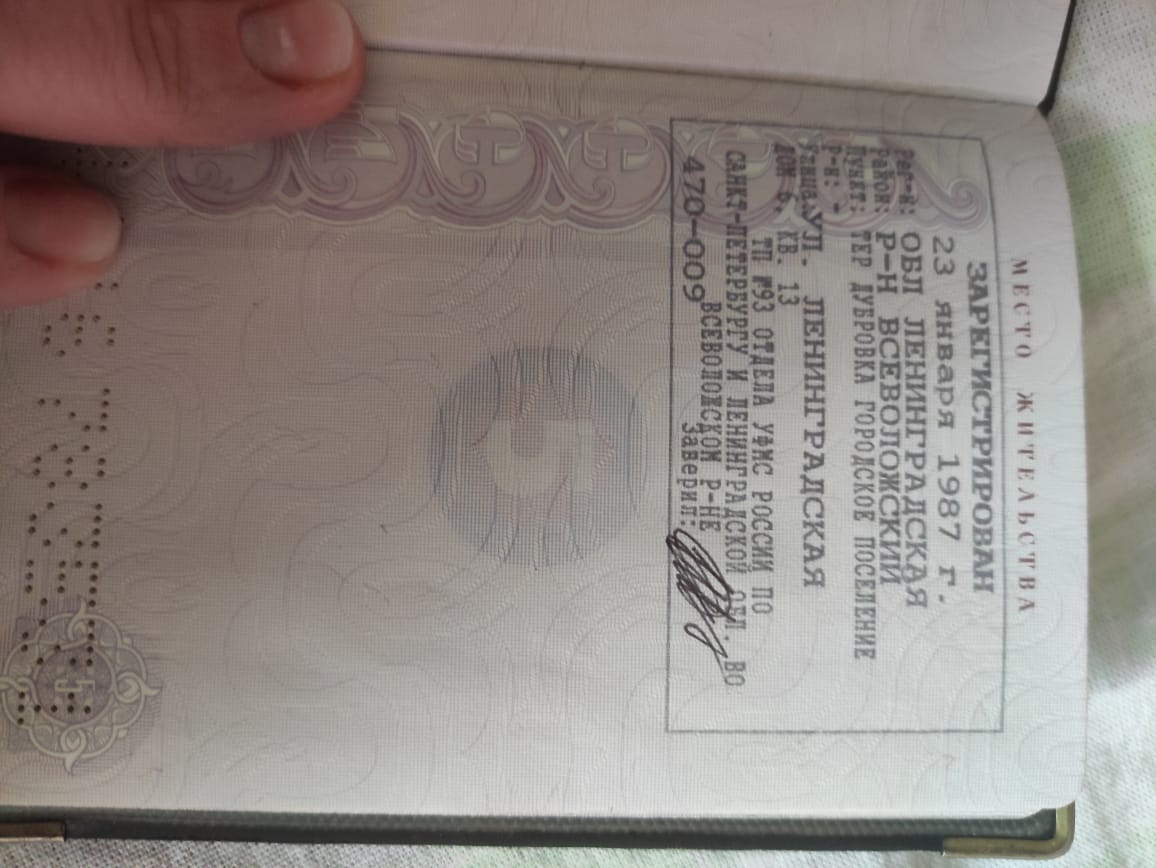 МЕСТО ЖИТЕЛЬСТВА
ЗАРЕГИСТРИРОВАН
23 января 1987 г.
Рес-я: ОБЛ ЛЕНИНГРАДСКАЯ
Район: Р-Н ВСЕВОЛОЖСКИЙ
Пункт: ТЕР ДУБРОВКА ГОРОДСКОЕ ПОСЕЛЕНИЕ
Р-н: -
Улица: УЛ. ЛЕНИНГРАДСКАЯ
ДОМ 6, КВ. 13
ТП №93 ОТДЕЛА УФМС РОССИИ ПО
САНКТ-ПЕТЕРБУРГУ И ЛЕНИНГРАДСКОЙ ОБЛ. ВО
ВСЕВОЛОЖСКОМ Р-НЕ
470-009
Заверил: